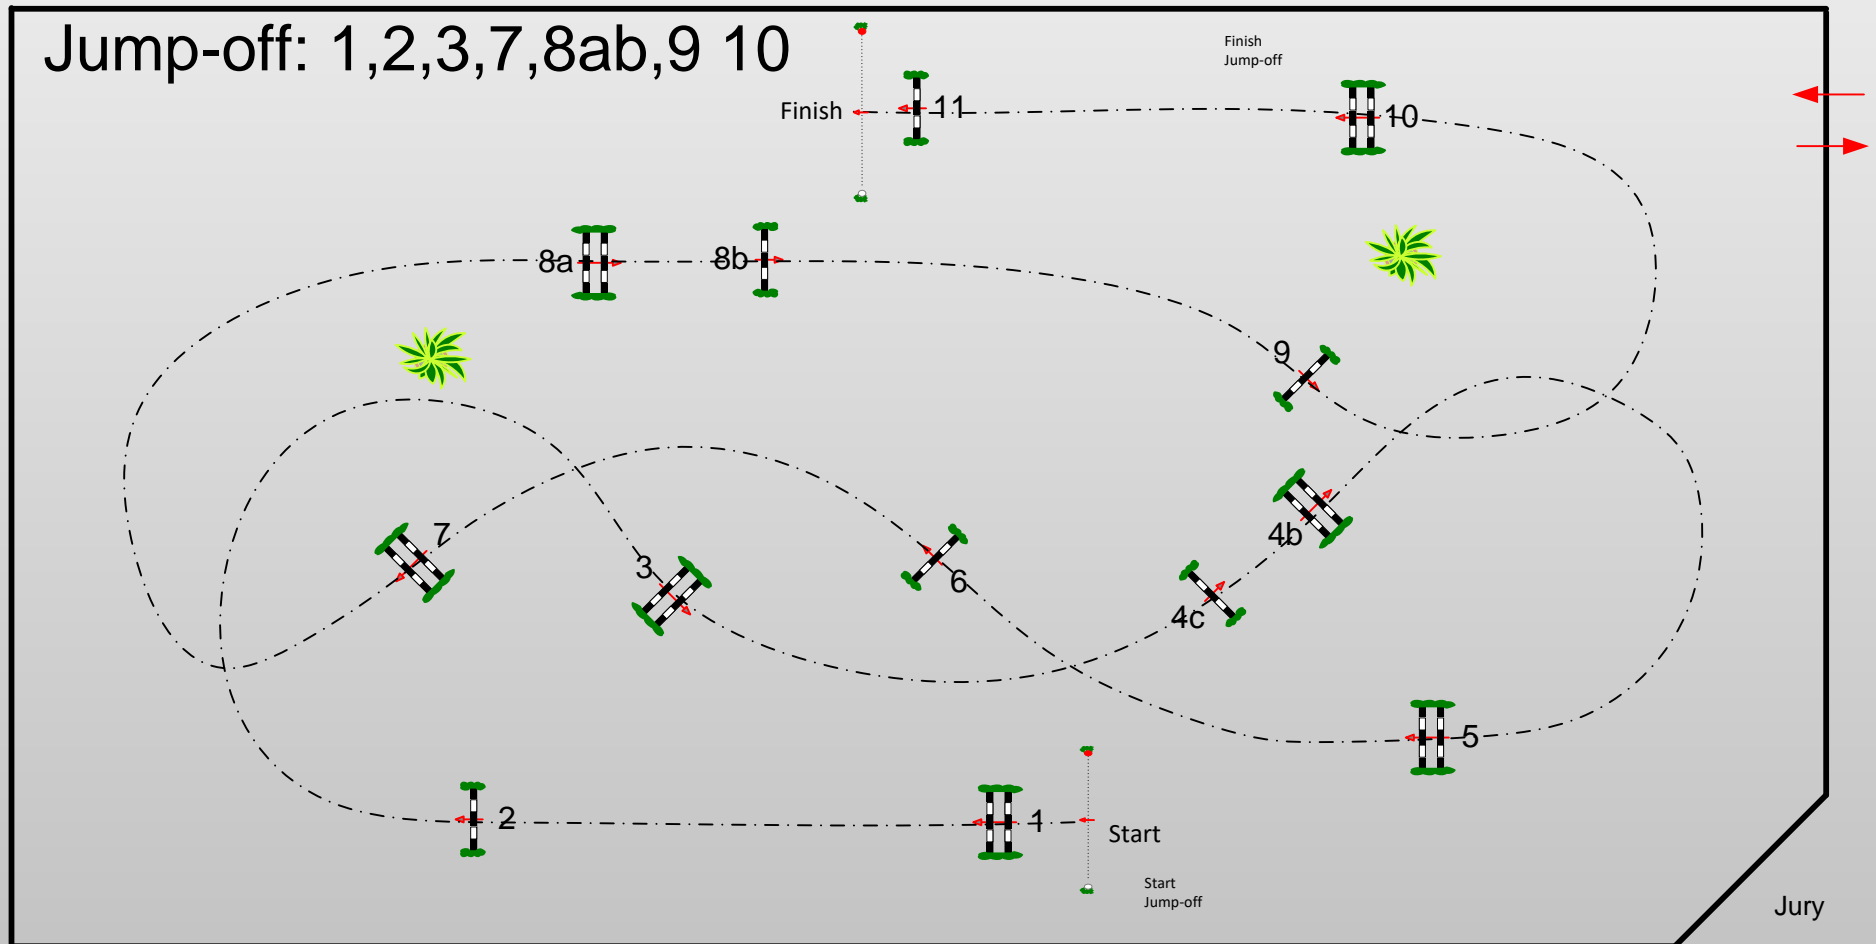 Jump-off: 1,2,3,7,8ab,9 10
Finish
Jump-off
Finish
11
10
8a
8b
9
7
3
6
4b
4c
5
2
1
Start
Start
Jump-off
Jury